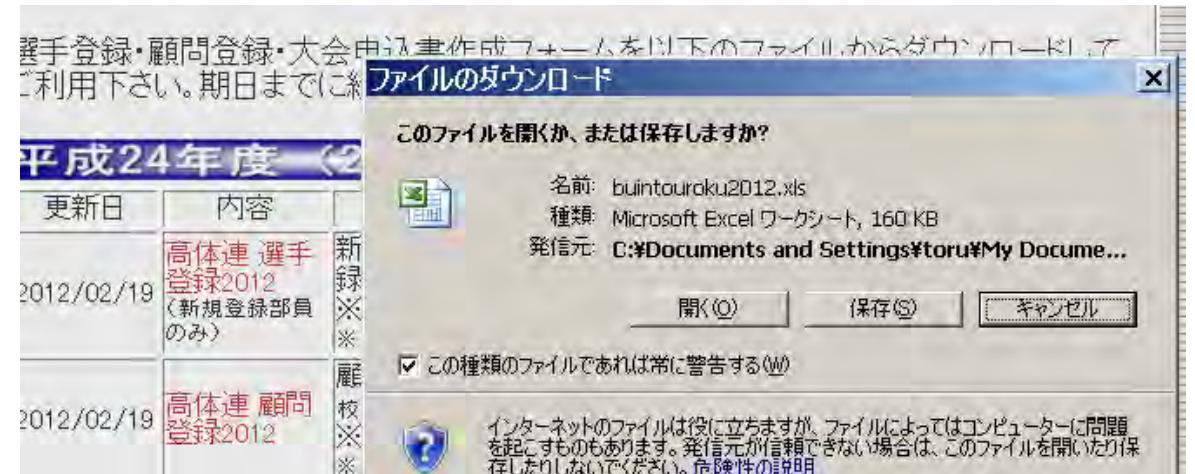 選手登録・顧問登録・大会申込書作成フォームを以下のファイルからダウンロードして
ご利用下さい。期日までに
平成24年度（2
更新日
内容
2012/02/19
高体連 選手
登録2012
（新規登録部員
のみ）
新
録
※
※
2012/02/19
高体連 顧問
登録2012
顧
校
※
※
ファイルのダウンロード
このファイルを開くか、または保存しますか?
名前: buintouroku2012.xls
種類: Microsoft Excel ワークシート, 160 KB
発信元: C:¥Documents and Settings¥toru¥My Docume...
開く(O)
保存(S)
キャンセル
この種類のファイルであれば常に警告する(W)
インターネットのファイルは役に立ちますが、ファイルによってはコンピューターに問題
を起こすものもあります。発信元が信頼できない場合は、このファイルを開いたり保
存したりしないでください。危険性の説明